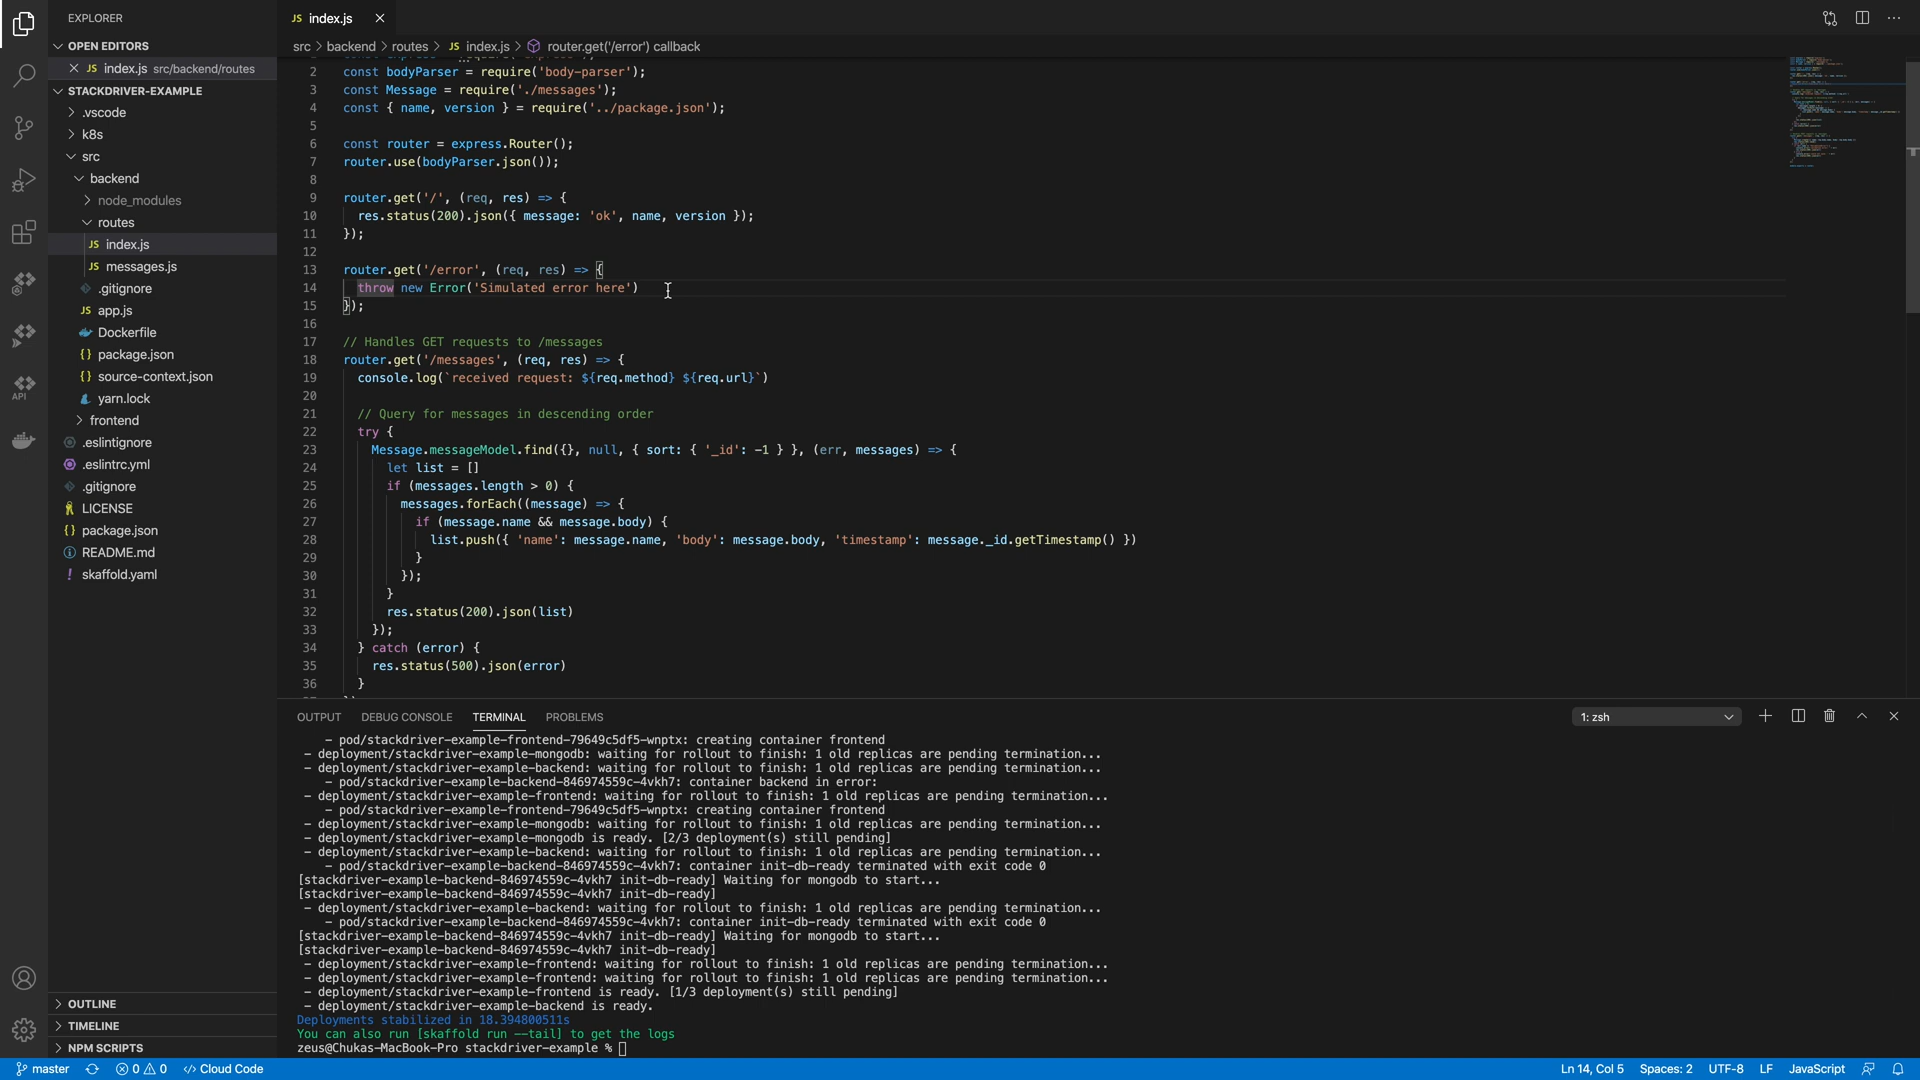 EXPLORER
OPEN EDITORS
JS index.js src/backend/routes
STACKDRIVER-EXAMPLE
.vscode
k8s
src
backend
node_modules
routes
JS index.js
JS messages.js
.gitignore
JS app.js
Dockerfile
{} package.json
{} source-context.json
yarn.lock
frontend
.eslintignore
.eslintrc.yml
.gitignore
LICENSE
{} package.json
README.md
! skaffold.yaml
OUTLINE
TIMELINE
NPM SCRIPTS
API
JS index.js
src > backend > routes > JS index.js > router.get('/error') callback
2 const bodyParser = require('body-parser');
3 const Message = require('./messages');
4 const { name, version } = require('../package.json');
5
6 const router = express.Router();
7 router.use(bodyParser.json());
8
9 router.get('/', (req, res) => {
10 res.status(200).json({ message: 'ok', name, version });
11 });
12
13 router.get('/error', (req, res) => {
14 throw new Error('Simulated error here')
15 });
16
17 // Handles GET requests to /messages
18 router.get('/messages', (req, res) => {
19 console.log(`received request: ${req.method} ${req.url}`)
20
21 // Query for messages in descending order
22 try {
23 Message.messageModel.find({}, null, { sort: { '_id': -1 } }, (err, messages) => {
24 let list = []
25 if (messages.length > 0) {
26 messages.forEach((message) => {
27 if (message.name && message.body) {
28 list.push({ 'name': message.name, 'body': message.body, 'timestamp': message._id.getTimestamp() })
29 }
30 });
31 }
32 res.status(200).json(list)
33 });
34 } catch (error) {
35 res.status(500).json(error)
36 }
OUTPUT DEBUG CONSOLE TERMINAL PROBLEMS 1: zsh
- pod/stackdriver-example-frontend-79649c5df5-wnptx: creating container frontend
- deployment/stackdriver-example-mongodb: waiting for rollout to finish: 1 old replicas are pending termination...
- deployment/stackdriver-example-backend: waiting for rollout to finish: 1 old replicas are pending termination...
- pod/stackdriver-example-backend-846974559c-4vkh7: container backend in error:
- deployment/stackdriver-example-frontend: waiting for rollout to finish: 1 old replicas are pending termination...
- pod/stackdriver-example-frontend-79649c5df5-wnptx: creating container frontend
- deployment/stackdriver-example-mongodb: waiting for rollout to finish: 1 old replicas are pending termination...
- deployment/stackdriver-example-mongodb is ready. [2/3 deployment(s) still pending]
- deployment/stackdriver-example-backend: waiting for rollout to finish: 1 old replicas are pending termination...
- pod/stackdriver-example-backend-846974559c-4vkh7: container init-db-ready terminated with exit code 0
[stackdriver-example-backend-846974559c-4vkh7 init-db-ready] Waiting for mongodb to start...
[stackdriver-example-backend-846974559c-4vkh7 init-db-ready]
- deployment/stackdriver-example-backend: waiting for rollout to finish: 1 old replicas are pending termination...
- pod/stackdriver-example-backend-846974559c-4vkh7: container init-db-ready terminated with exit code 0
[stackdriver-example-backend-846974559c-4vkh7 init-db-ready] Waiting for mongodb to start...
[stackdriver-example-backend-846974559c-4vkh7 init-db-ready]
- deployment/stackdriver-example-frontend: waiting for rollout to finish: 1 old replicas are pending termination...
- deployment/stackdriver-example-frontend: waiting for rollout to finish: 1 old replicas are pending termination...
- deployment/stackdriver-example-frontend is ready. [1/3 deployment(s) still pending]
- deployment/stackdriver-example-backend is ready.
Deployments stabilized in 18.394800511s
You can also run [skaffold run --tail] to get the logs
zeus@Chukas-MacBook-Pro stackdriver-example %
master 0 0 Cloud Code Ln 14, Col 5 Spaces: 2 UTF-8 LF JavaScript